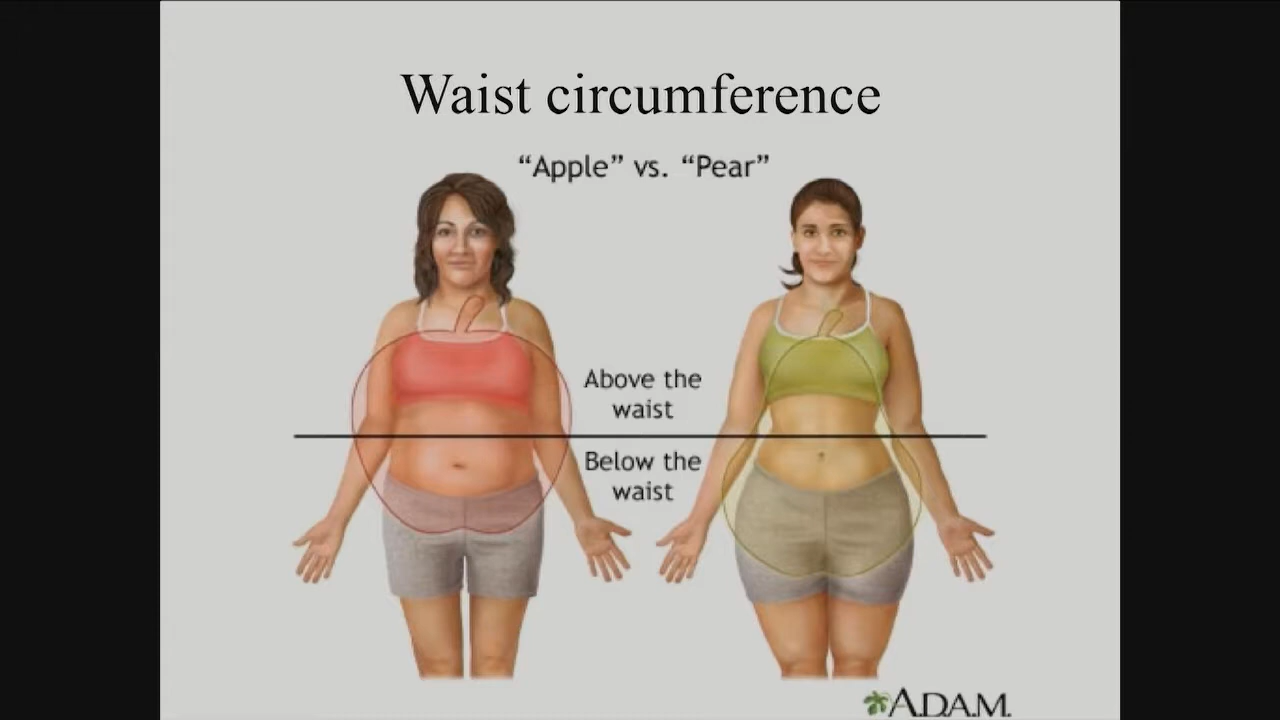 Waist circumference
“Apple” vs. “Pear”
Above the
waist
Below the
waist
A.D.A.M.